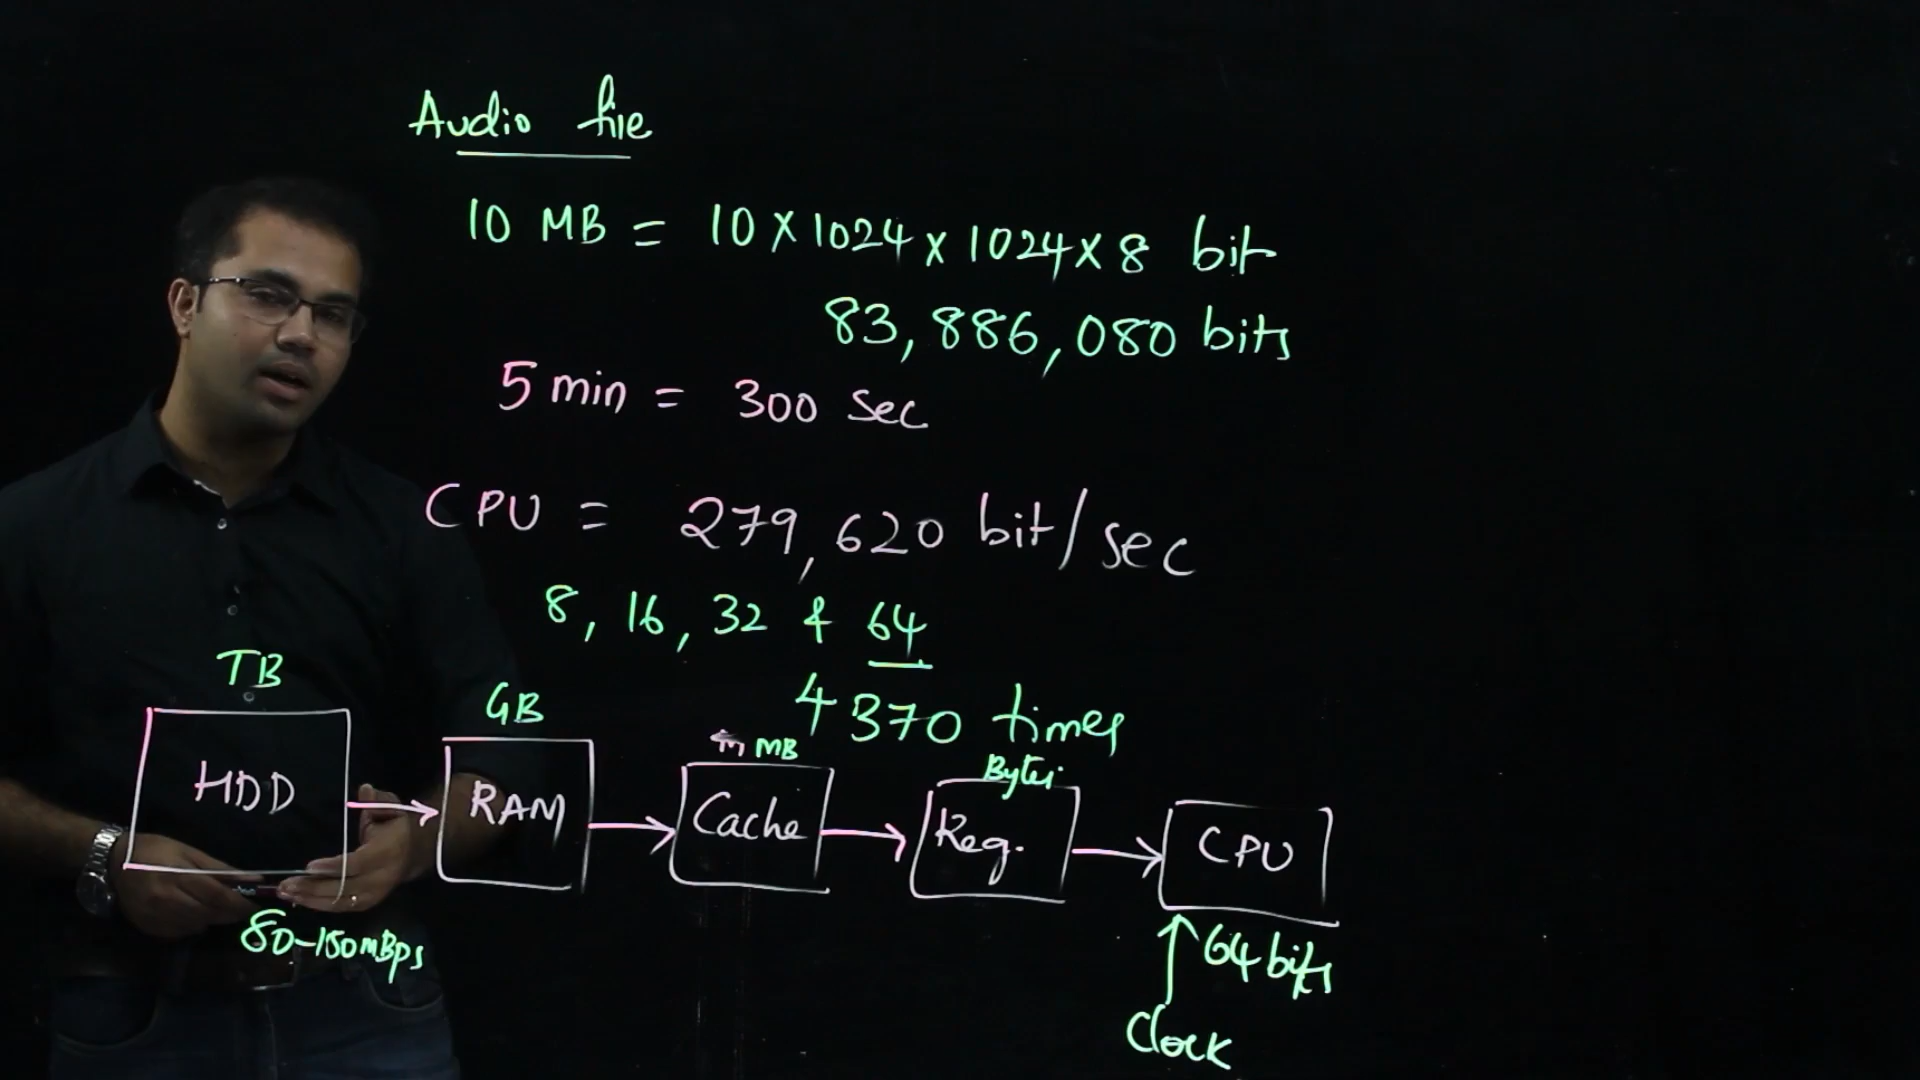 Audio file
10 MB = 10 X 1024 x 1024 x 8 bit
83,886,080 bits
5 min = 300 sec
CPU = 279,620 bit/sec
8, 16, 32 & 64
4370 times
TB
GB
MB
Bytes
HDD
RAM
Cache
Reg.
CPU
80-150mBps
64 bits
Clock